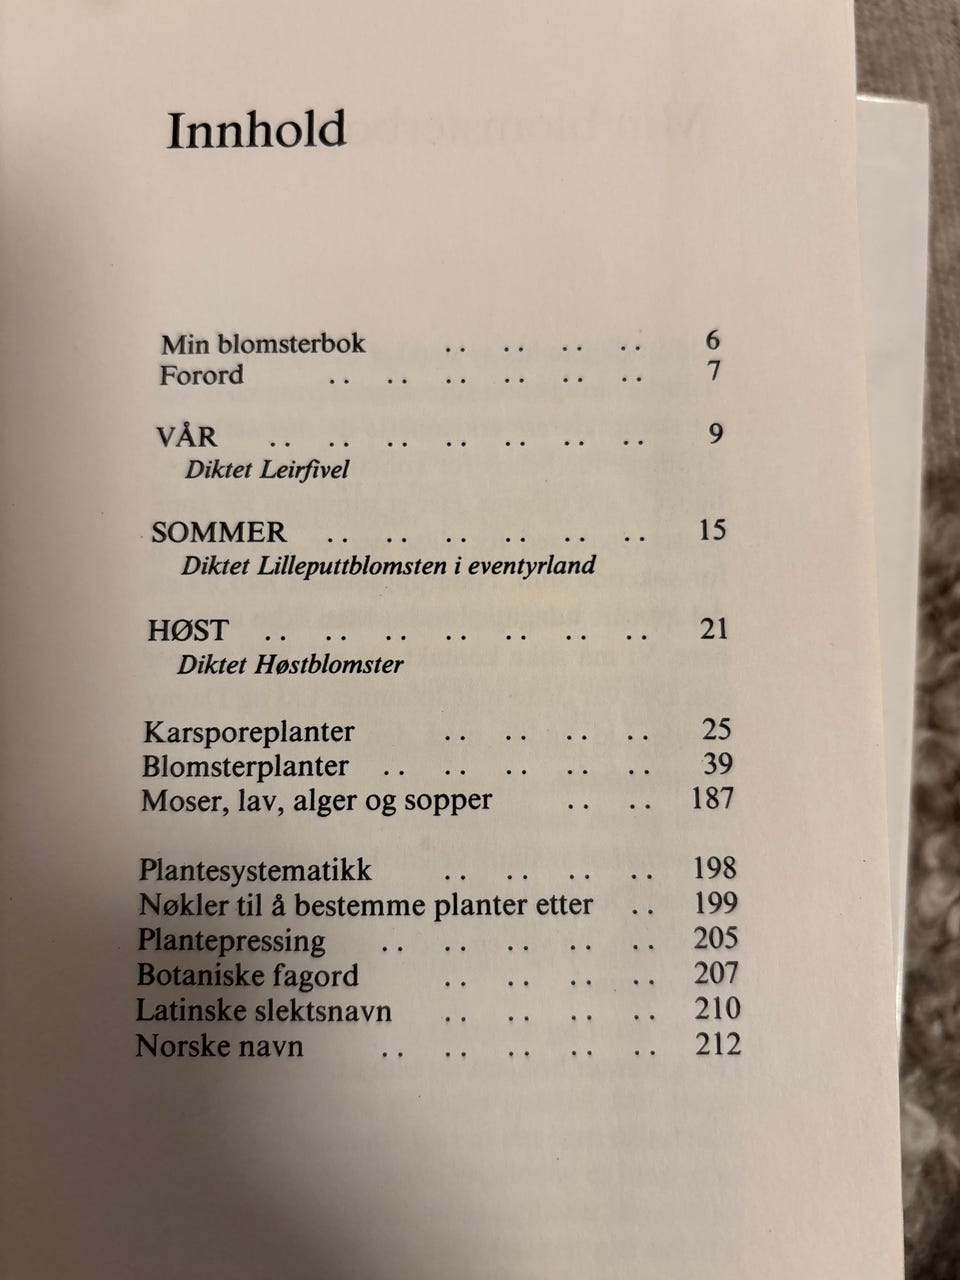 Innhold
Min blomsterbok .. .. .. .. 6
Forord .. .. .. .. .. .. 7
VÅR .. .. .. .. .. .. .. 9
Diktet Leirfivel
SOMMER .. .. .. .. .. .. 15
Diktet Lilleputtblomsten i eventyrland
HØST .. .. .. .. .. .. .. 21
Diktet Høstblomster
Karsporeplanter .. .. .. .. 25
Blomsterplanter .. .. .. .. .. 39
Moser, lav, alger og sopper .. .. 187
Plantesystematikk .. .. .. .. 198
Nøkler til å bestemme planter etter .. 199
Plantepressing .. .. .. .. .. 205
Botaniske fagord .. .. .. .. 207
Latinske slektsnavn .. .. .. .. 210
Norske navn .. .. .. .. .. 212